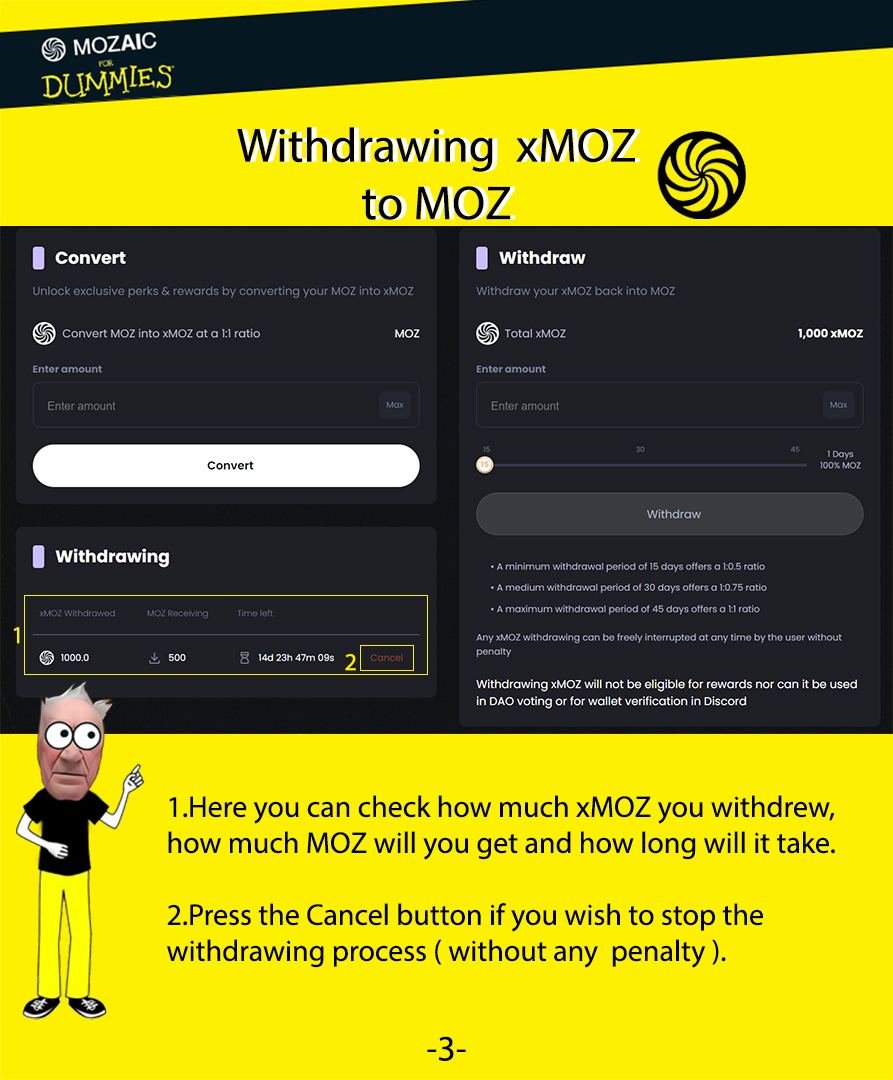 MOZAIC
FOR
DUMMIES
Withdrawing xMOZ
to MOZ
Convert
Unlock exclusive perks & rewards by converting your MOZ into xMOZ
Convert MOZ into xMOZ at a 1:1 ratio
MOZ
Enter amount
Enter amount
Max
Convert
Withdrawing
xMOZ Withdrawed
MOZ Receiving
Time left
1
1000.0
500
14d 23h 47m 09s
2
Cancel
Withdraw
Withdraw your xMOZ back into MOZ
Total xMOZ
1,000 xMOZ
Enter amount
Enter amount
Max
15
30
45
15
1 Days
100% MOZ
Withdraw
• A minimum withdrawal period of 15 days offers a 1:0.5 ratio
• A medium withdrawal period of 30 days offers a 1:0.75 ratio
• A maximum withdrawal period of 45 days offers a 1:1 ratio
Any xMOZ withdrawing can be freely interrupted at any time by the user without
penalty
Withdrawing xMOZ will not be eligible for rewards nor can it be used
in DAO voting or for wallet verification in Discord
1.Here you can check how much xMOZ you withdrew,
how much MOZ will you get and how long will it take.
2.Press the Cancel button if you wish to stop the
withdrawing process ( without any penalty ).
-3-